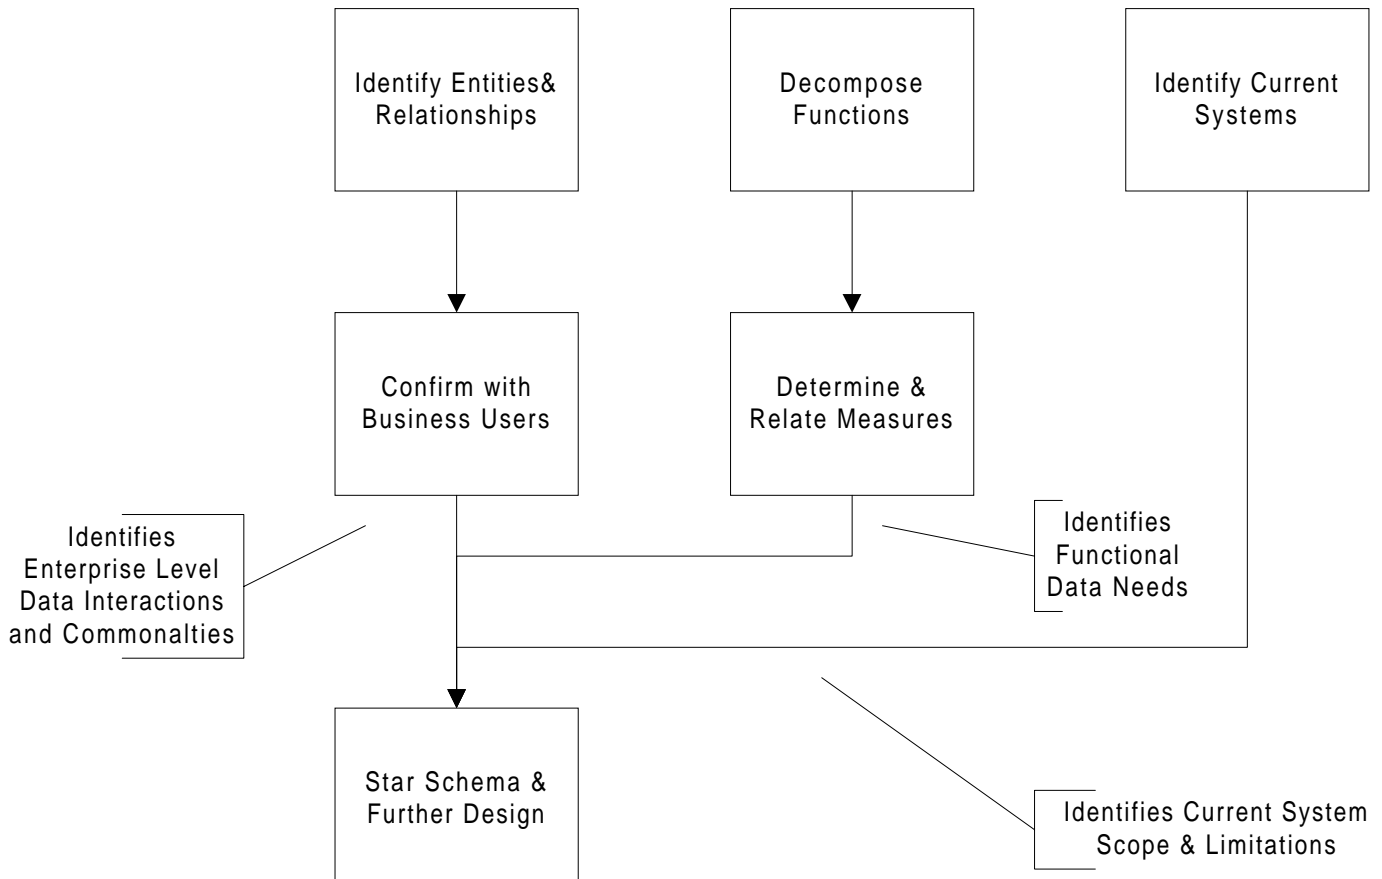 Identify Entities&
Relationships
Decompose
Functions
Identify Current
Systems
Confirm with
Business Users
Determine &
Relate Measures
Identifies
Enterprise Level
Data Interactions
and Commonalties
Identifies
Functional
Data Needs
Star Schema &
Further Design
Identifies Current System
Scope & Limitations